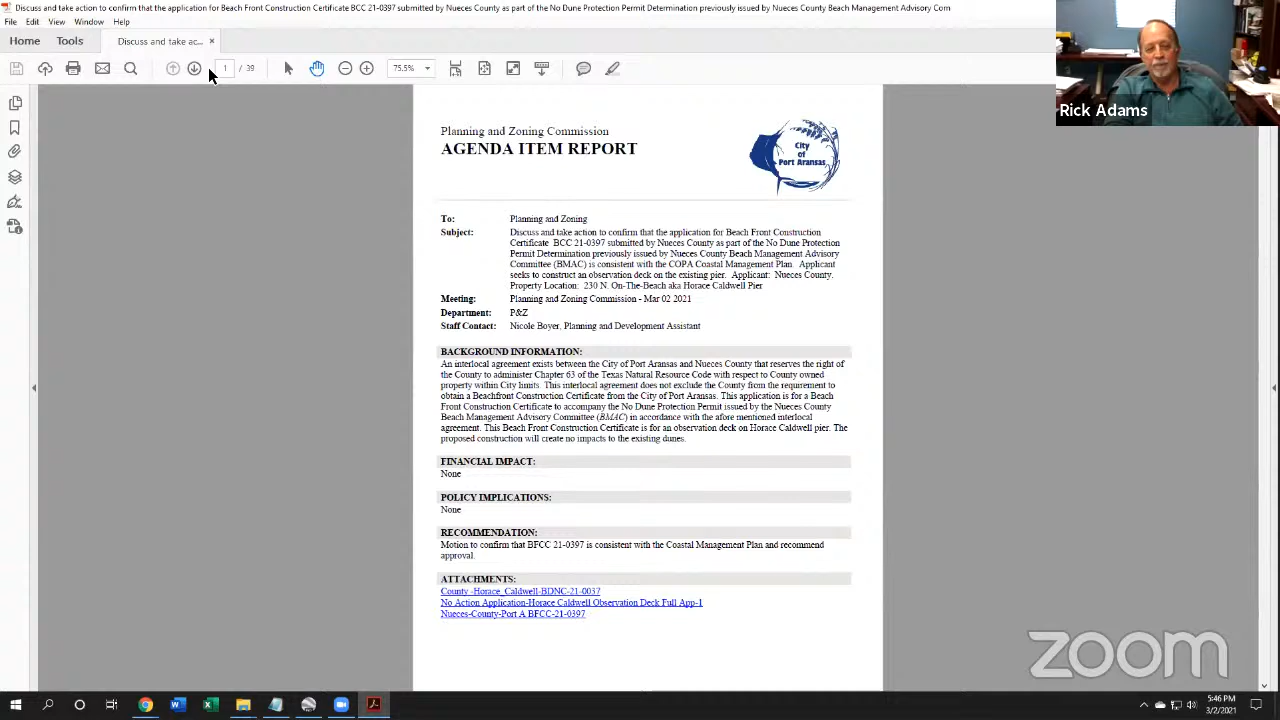 Discuss and take action to confirm that the application for Beach Front Construction Certificate BCC 21-0397 submitted by Nueces County as part of the No Dune Protection Permit Determination previously issued by Nueces County Beach Management Advisory Com
File Edit View Window Help
Home Tools Discuss and take ac... ×
1 / 39 75.5%
Rick Adams
Planning and Zoning Commission
AGENDA ITEM REPORT
City
of
Port Aransas
To: Planning and Zoning
Subject: Discuss and take action to confirm that the application for Beach Front Construction
Certificate BCC 21-0397 submitted by Nueces County as part of the No Dune Protection
Permit Determination previously issued by Nueces County Beach Management Advisory
Committee (BMAC) is consistent with the COPA Coastal Management Plan. Applicant
seeks to construct an observation deck on the existing pier. Applicant: Nueces County.
Property Location: 230 N. On-The-Beach aka Horace Caldwell Pier
Meeting: Planning and Zoning Commission - Mar 02 2021
Department: P&Z
Staff Contact: Nicole Boyer, Planning and Development Assistant
BACKGROUND INFORMATION:
An interlocal agreement exists between the City of Port Aransas and Nueces County that reserves the right of
the County to administer Chapter 63 of the Texas Natural Resource Code with respect to County owned
property within City limits. This interlocal agreement does not exclude the County from the requirement to
obtain a Beachfront Construction Certificate from the City of Port Aransas. This application is for a Beach
Front Construction Certificate to accompany the No Dune Protection Permit issued by the Nueces County
Beach Management Advisory Committee (BMAC) in accordance with the afore mentioned interlocal
agreement. This Beach Front Construction Certificate is for an observation deck on Horace Caldwell pier. The
proposed construction will create no impacts to the existing dunes.
FINANCIAL IMPACT:
None
POLICY IMPLICATIONS:
None
RECOMMENDATION:
Motion to confirm that BFCC 21-0397 is consistent with the Coastal Management Plan and recommend
approval.
ATTACHMENTS:
County -Horace_Caldwell-BDNC-21-0037
No Action Application-Horace Caldwell Observation Deck Full App-1
Nueces-County-Port A BFCC-21-0397
zoom
5:46 PM
3/2/2021